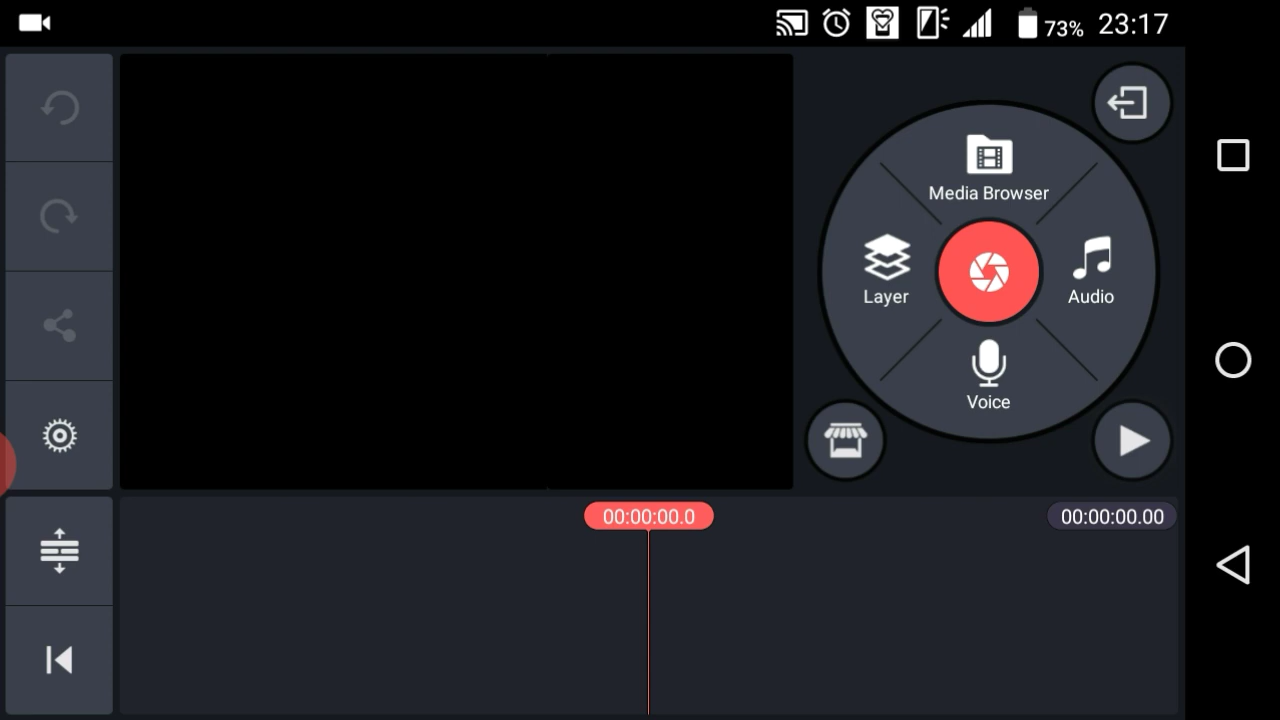 73% 23:17
Media Browser
Layer
Audio
Voice
00:00:00.0
00:00:00.00